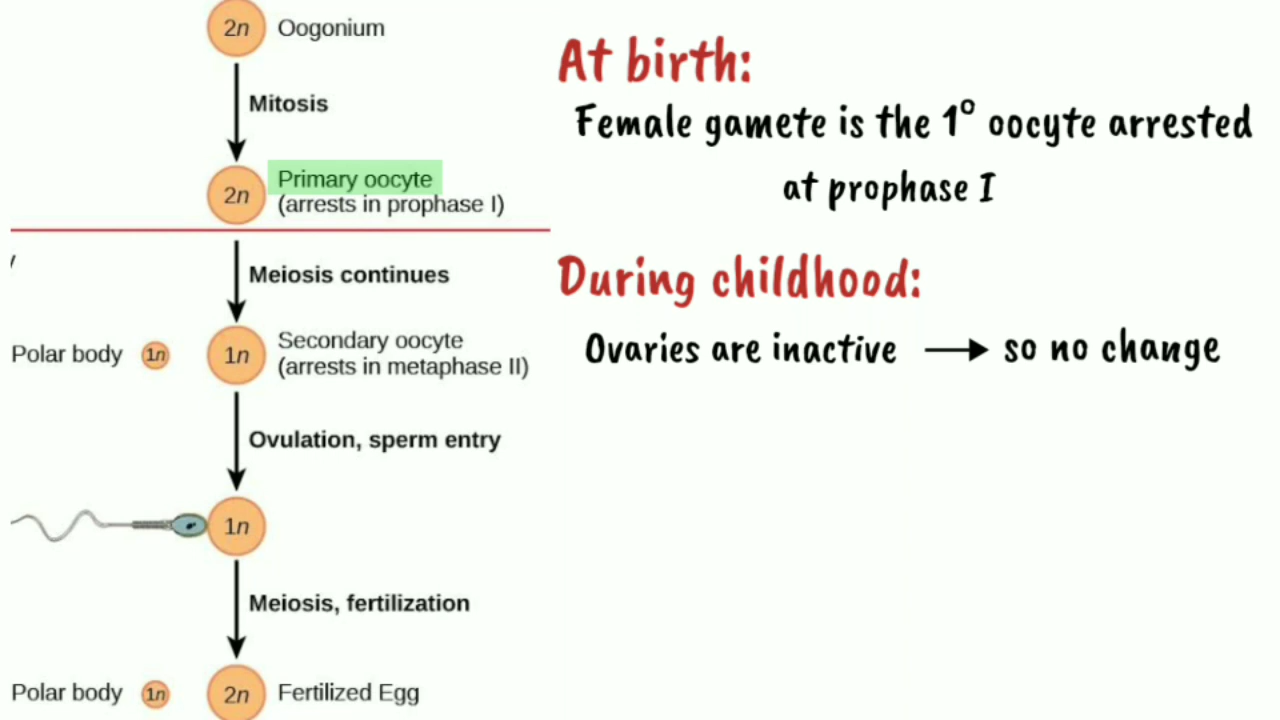 2n Oogonium
Mitosis
2n Primary oocyte
(arrests in prophase I)
Meiosis continues
Polar body 1n 1n Secondary oocyte
(arrests in metaphase II)
Ovulation, sperm entry
1n
Meiosis, fertilization
Polar body 1n 2n Fertilized Egg
At birth:
Female gamete is the 1° oocyte arrested
at prophase I
During childhood:
Ovaries are inactive → so no change